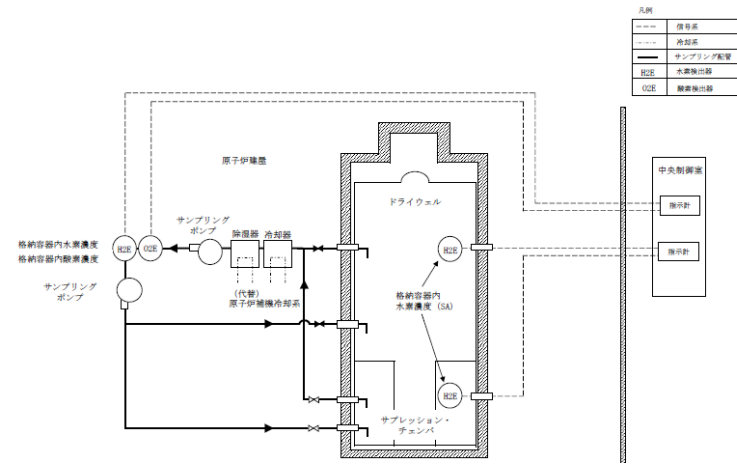 凡例
信号系
冷却系
サンプリング配管
H2E
水素検出器
O2E
酸素検出器
原子炉建屋
中央制御室
指示計
指示計
ドライウェル
サンプリング
ポンプ
除湿器
冷却器
格納容器内水素濃度
格納容器内酸素濃度
H2E
O2E
H2E
サンプリング
ポンプ
(代替)
原子炉補機冷却系
格納容器内
水素濃度 (SA)
H2E
サプレッション・
チェンバ